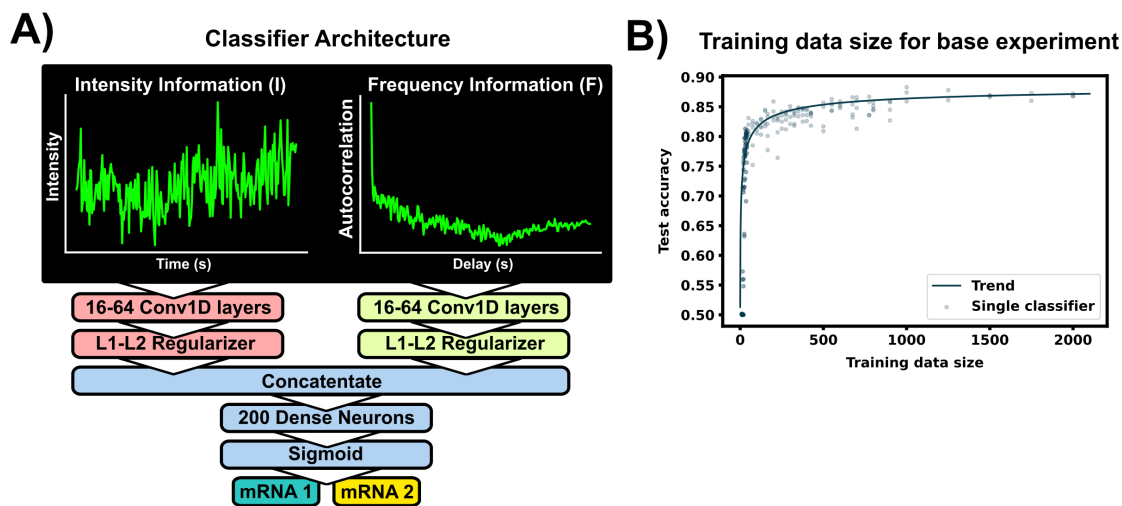 A)
Classifier Architecture
Intensity Information (I)
Intensity
Time (s)
Frequency Information (F)
Autocorrelation
Delay (s)
16-64 Conv1D layers
16-64 Conv1D layers
L1-L2 Regularizer
L1-L2 Regularizer
Concatentate
200 Dense Neurons
Sigmoid
mRNA 1
mRNA 2
B)
Training data size for base experiment
Test accuracy
0.90
0.85
0.80
0.75
0.70
0.65
0.60
0.55
0.50
Trend
Single classifier
0
500
1000
1500
2000
Training data size